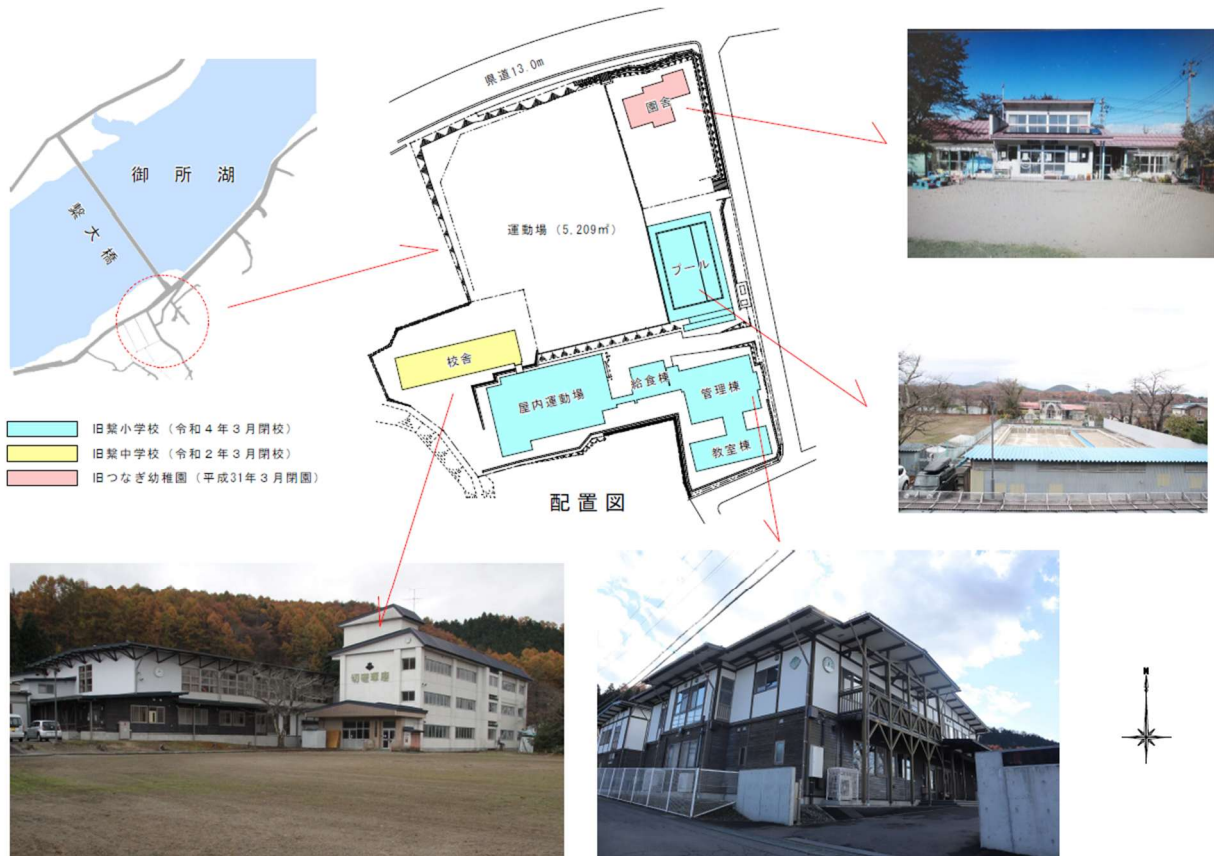 県道13.0m
園舎
御所湖
繋大橋
運動場（5,209㎡）
プール
校舎
屋内運動場
給食棟
管理棟
教室棟
旧繋小学校（令和４年３月閉校）
旧繋中学校（令和２年３月閉校）
旧つなぎ幼稚園（平成31年３月閉園）
配置図
N